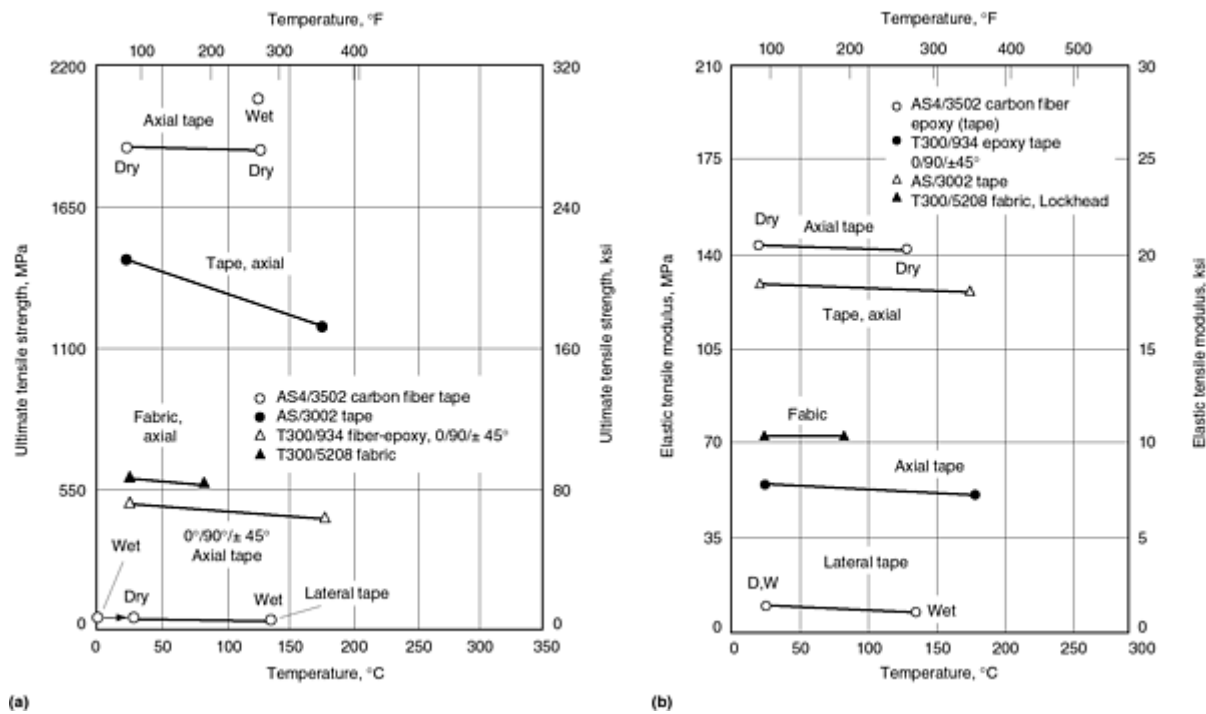 Temperature, °F
100 200 300 400
2200
1650
1100
550
0
320
240
160
80
0
Ultimate tensile strength, MPa
Ultimate tensile strength, ksi
Axial tape
Wet
Dry
Dry
Tape, axial
○ AS4/3502 carbon fiber tape
● AS/3002 tape
△ T300/934 fiber-epoxy, 0/90/± 45°
▲ T300/5208 fabric
Fabric,
axial
0°/90°/± 45°
Axial tape
Wet
Dry
Wet
Lateral tape
0 50 100 150 200 250 300 350
Temperature, °C
(a)
Temperature, °F
100 200 300 400 500
210
175
140
105
70
35
0
30
25
20
15
10
5
0
Elastic tensile modulus, MPa
Elastic tensile modulus, ksi
○ AS4/3502 carbon fiber
epoxy (tape)
● T300/934 epoxy tape
0/90/±45°
△ AS/3002 tape
▲ T300/5208 fabric, Lockhead
Dry
Axial tape
Dry
Tape, axial
Fabic
Axial tape
Lateral tape
D,W
Wet
0 50 100 150 200 300
Temperature, °C
(b)